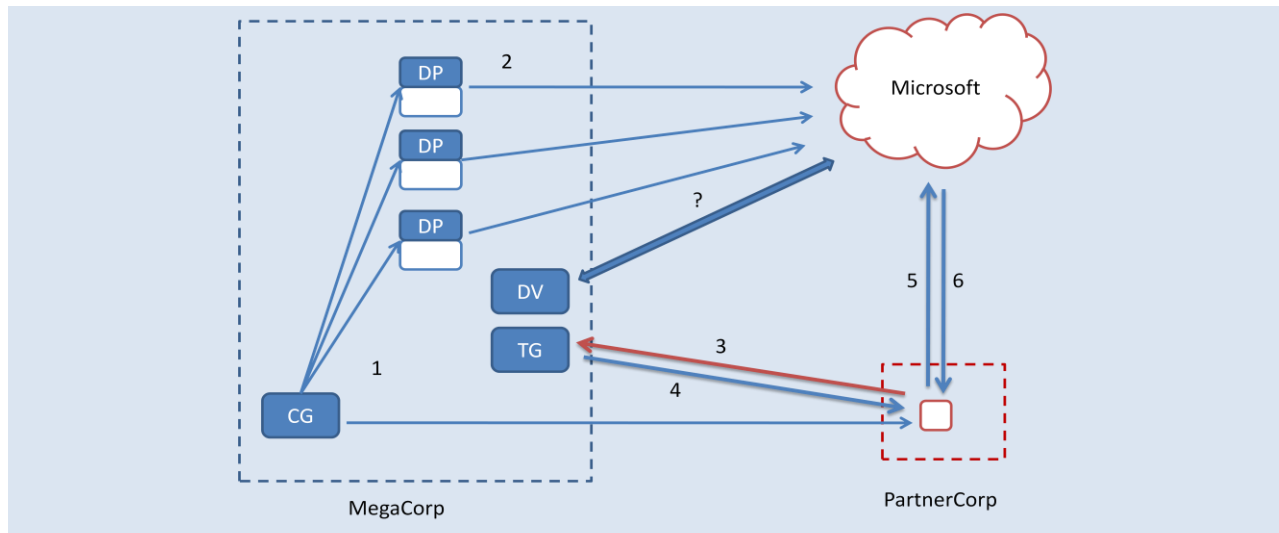 DP
2
DP
DP
Microsoft
?
DV
TG
3
4
5
6
1
CG
MegaCorp
PartnerCorp